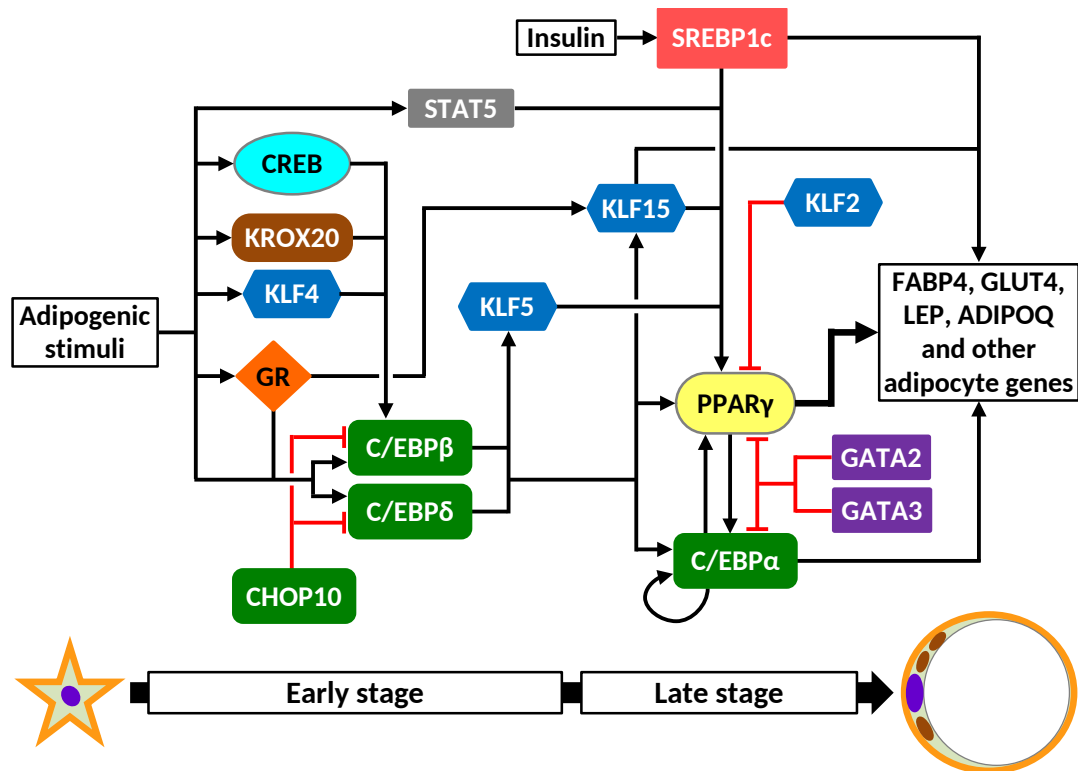 Insulin
SREBP1c
STAT5
CREB
KLF15
KLF2
KROX20
KLF4
KLF5
Adipogenic
stimuli
FABP4, GLUT4,
LEP, ADIPOQ
and other
adipocyte genes
GR
PPARγ
C/EBPβ
GATA2
C/EBPδ
GATA3
C/EBPα
CHOP10
Early stage
Late stage